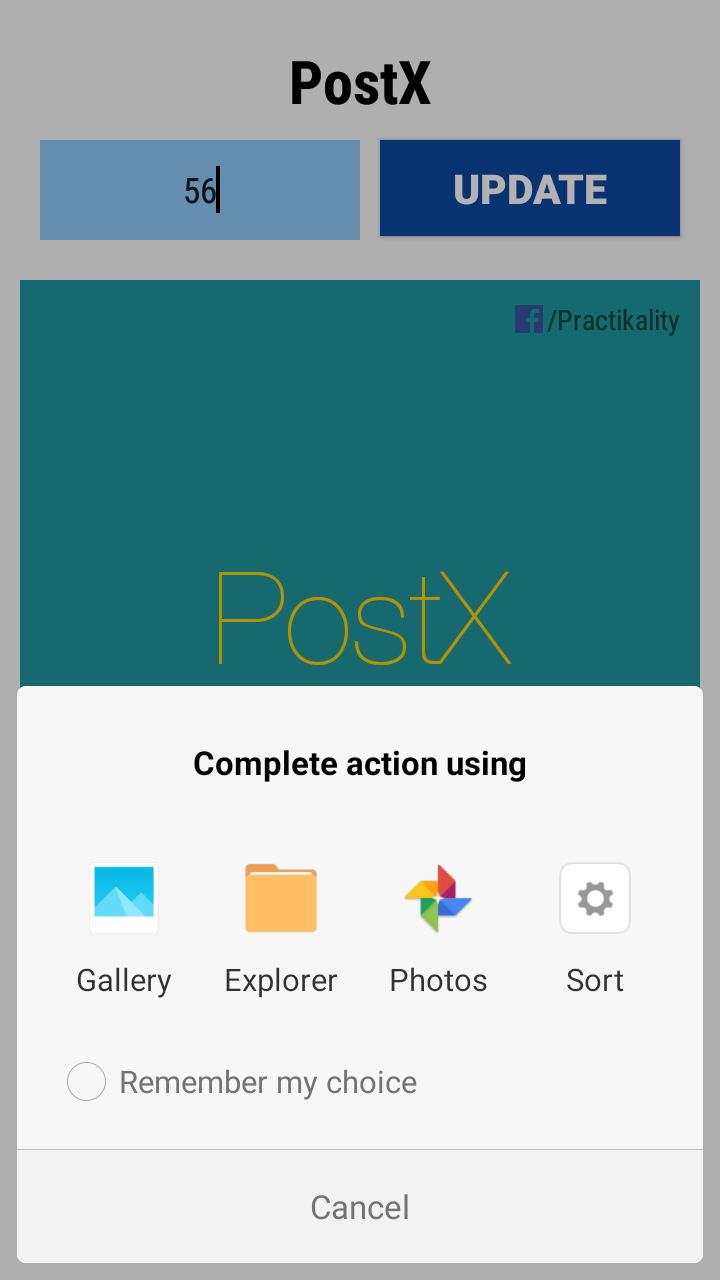 PostX
56
UPDATE
/Practikality
PostX
Complete action using
Gallery
Explorer
Photos
Sort
Remember my choice
Cancel